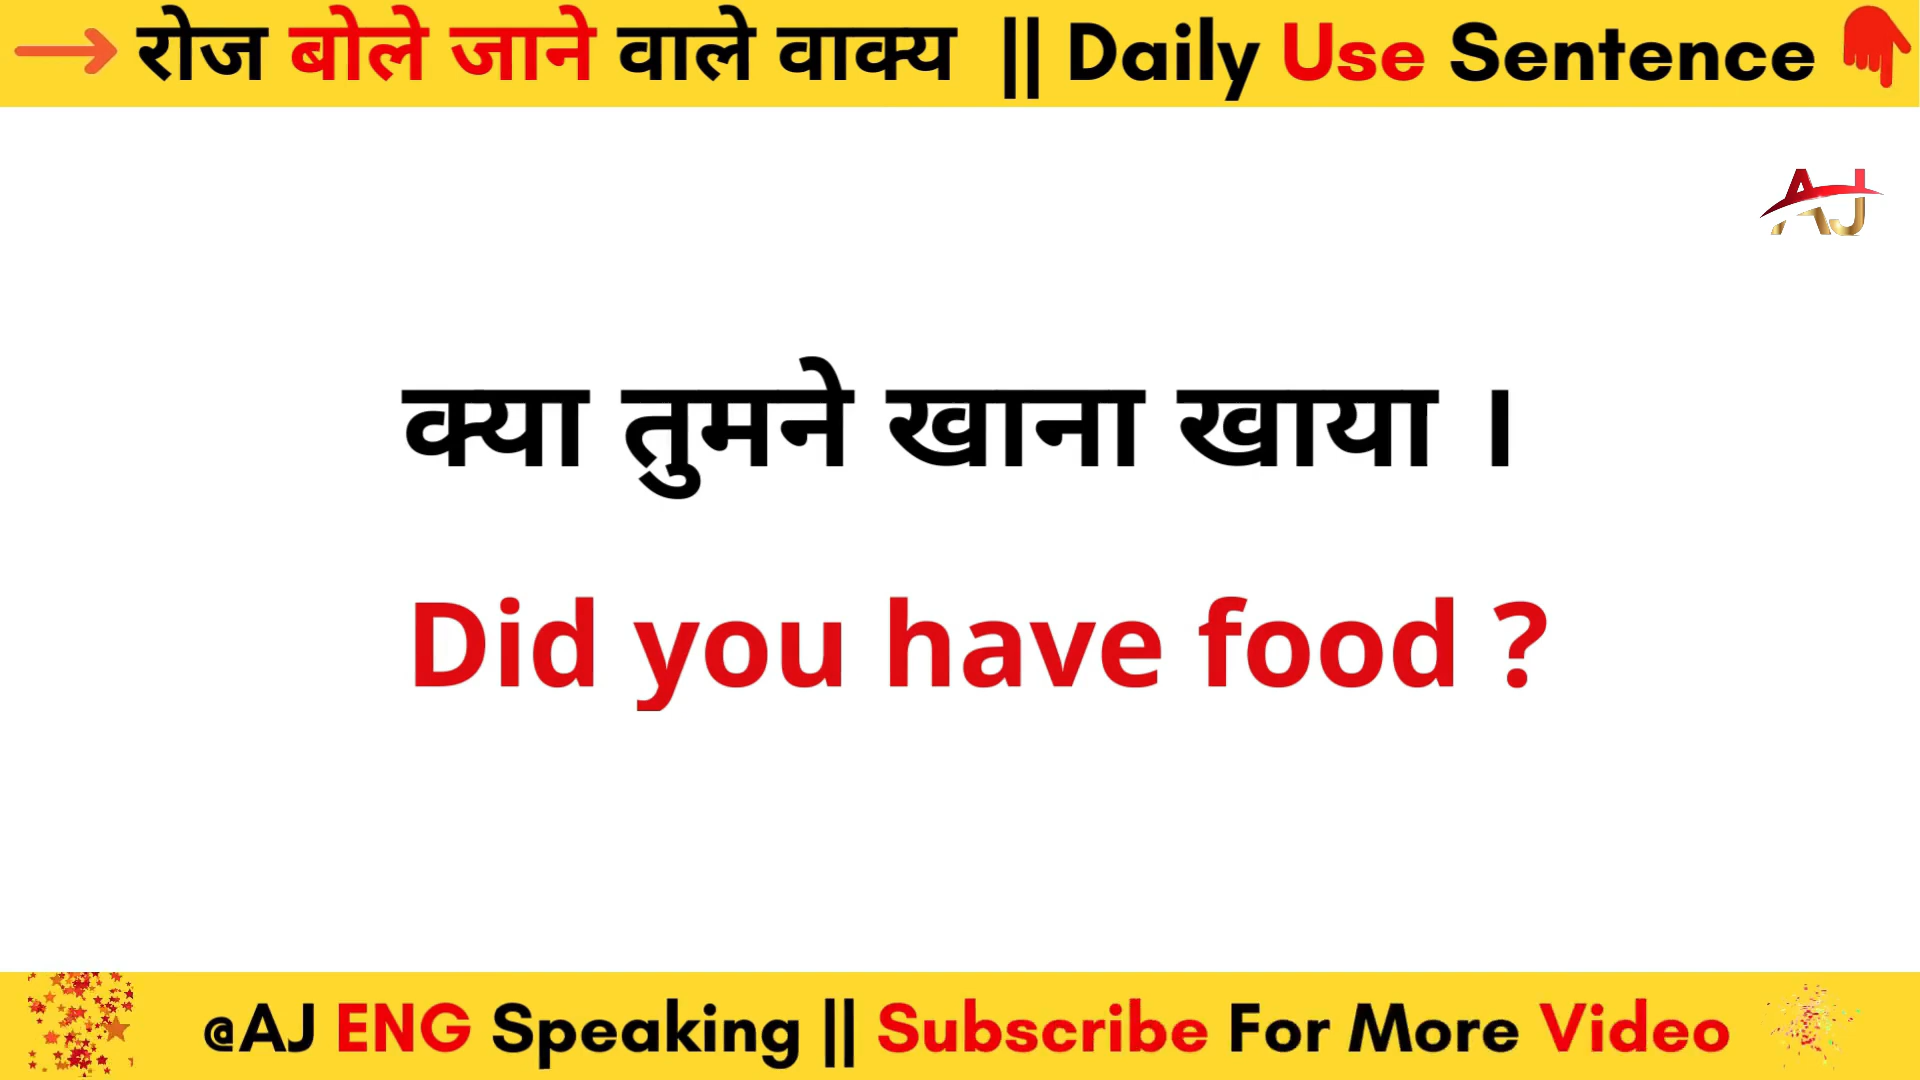 रोज बोले जाने वाले वाक्य || Daily Use Sentence
AJ
क्या तुमने खाना खाया ।
Did you have food ?
@AJ ENG Speaking || Subscribe For More Video